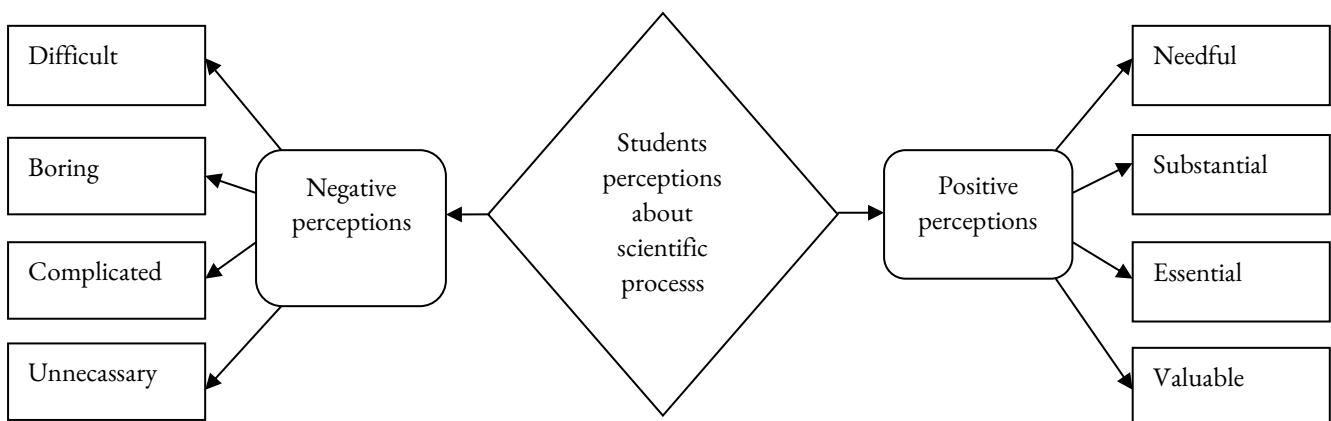 Difficult
Boring
Complicated
Unnecassary
Negative
perceptions
Students
perceptions
about
scientific
processs
Positive
perceptions
Needful
Substantial
Essential
Valuable